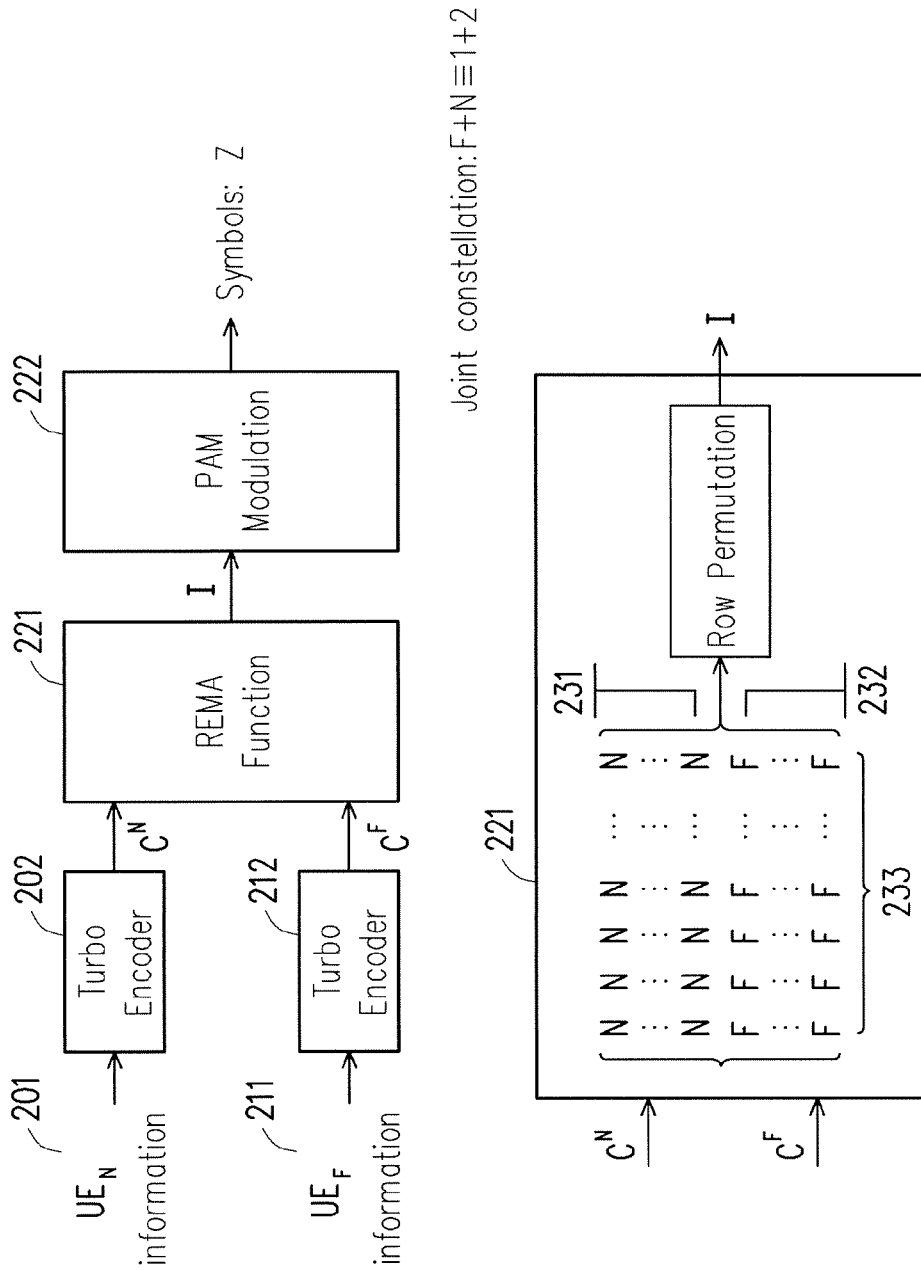 201
UE_N
information
202
Turbo
Encoder
C^N
211
UE_F
information
212
Turbo
Encoder
C^F
221
REMA
Function
I
222
PAM
Modulation
Symbols: Z
Joint constellation: F+N≡1+2
221
C^N
C^F
N N N N ... N
... ... ... ... ...
N N N N ... N
F F F F ... F
... ... ... ... ...
F F F F ... F
231
232
233
Row Permutation
I